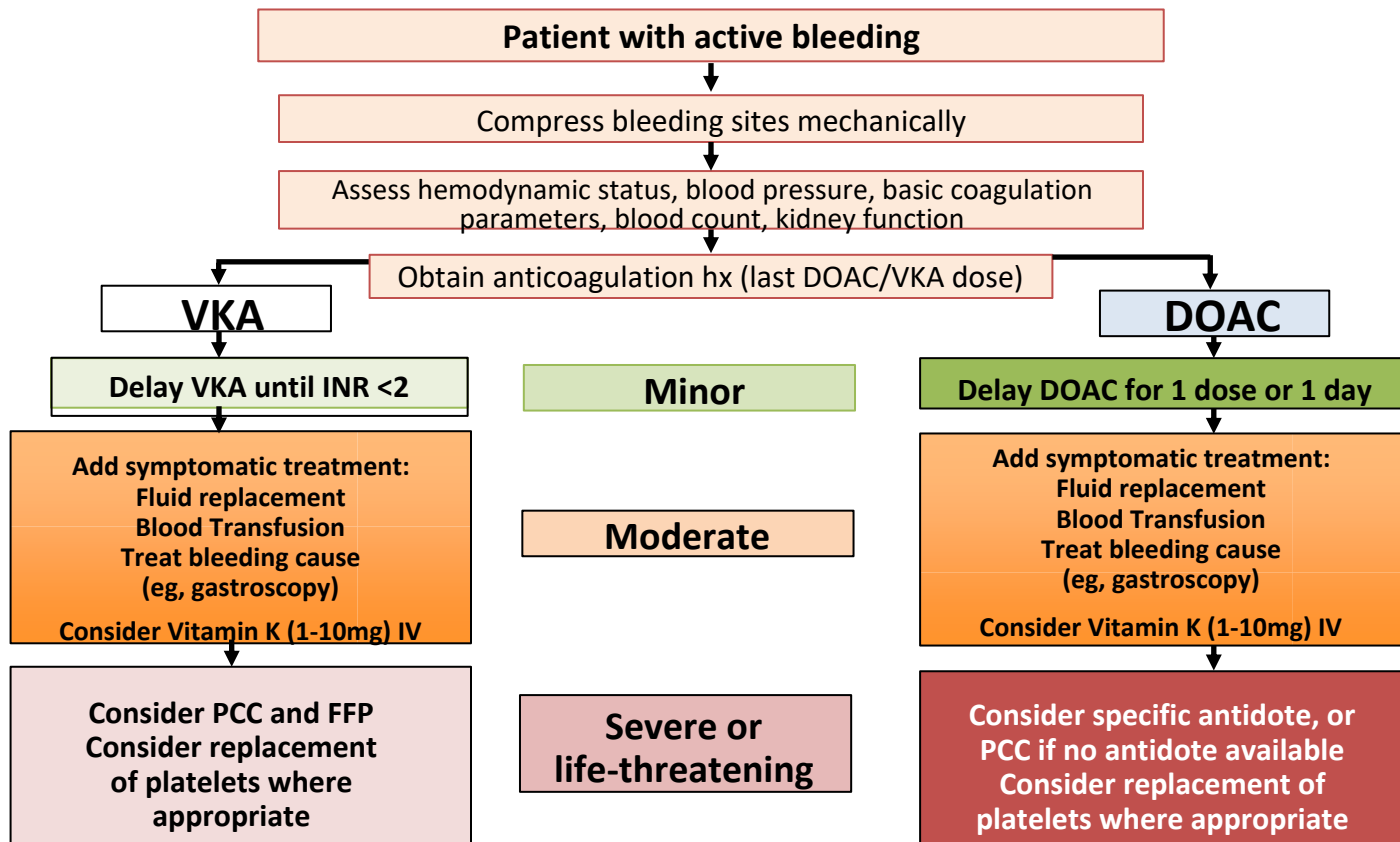 Patient with active bleeding
Compress bleeding sites mechanically
Assess hemodynamic status, blood pressure, basic coagulation
parameters, blood count, kidney function
Obtain anticoagulation hx (last DOAC/VKA dose)
VKA
DOAC
Delay VKA until INR <2
Minor
Delay DOAC for 1 dose or 1 day
Add symptomatic treatment:
Fluid replacement
Blood Transfusion
Treat bleeding cause
(eg, gastroscopy)
Consider Vitamin K (1-10mg) IV
Moderate
Add symptomatic treatment:
Fluid replacement
Blood Transfusion
Treat bleeding cause
(eg, gastroscopy)
Consider Vitamin K (1-10mg) IV
Consider PCC and FFP
Consider replacement
of platelets where
appropriate
Severe or
life-threatening
Consider specific antidote, or
PCC if no antidote available
Consider replacement of
platelets where appropriate